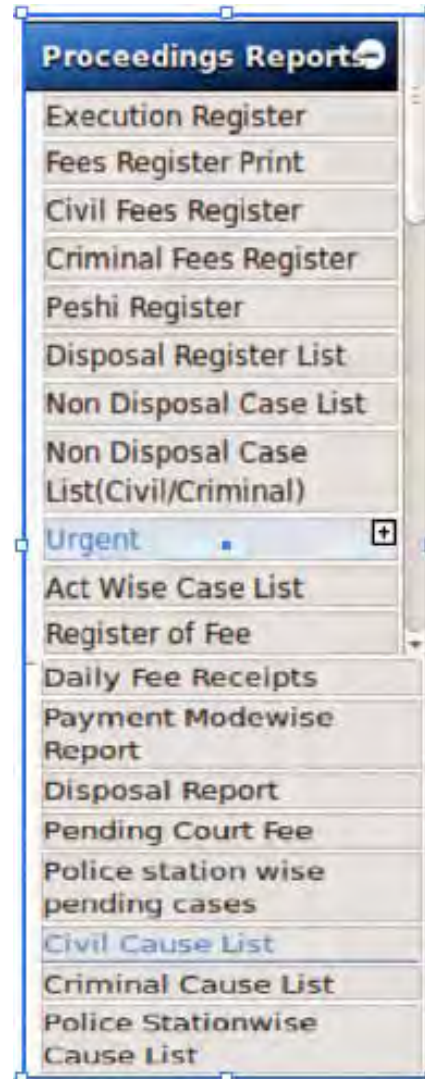 Proceedings Reports
Execution Register
Fees Register Print
Civil Fees Register
Criminal Fees Register
Peshi Register
Disposal Register List
Non Disposal Case List
Non Disposal Case
List(Civil/Criminal)
Urgent
Act Wise Case List
Register of Fee
Daily Fee Receipts
Payment Modewise
Report
Disposal Report
Pending Court Fee
Police station wise
pending cases
Civil Cause List
Criminal Cause List
Police Stationwise
Cause List